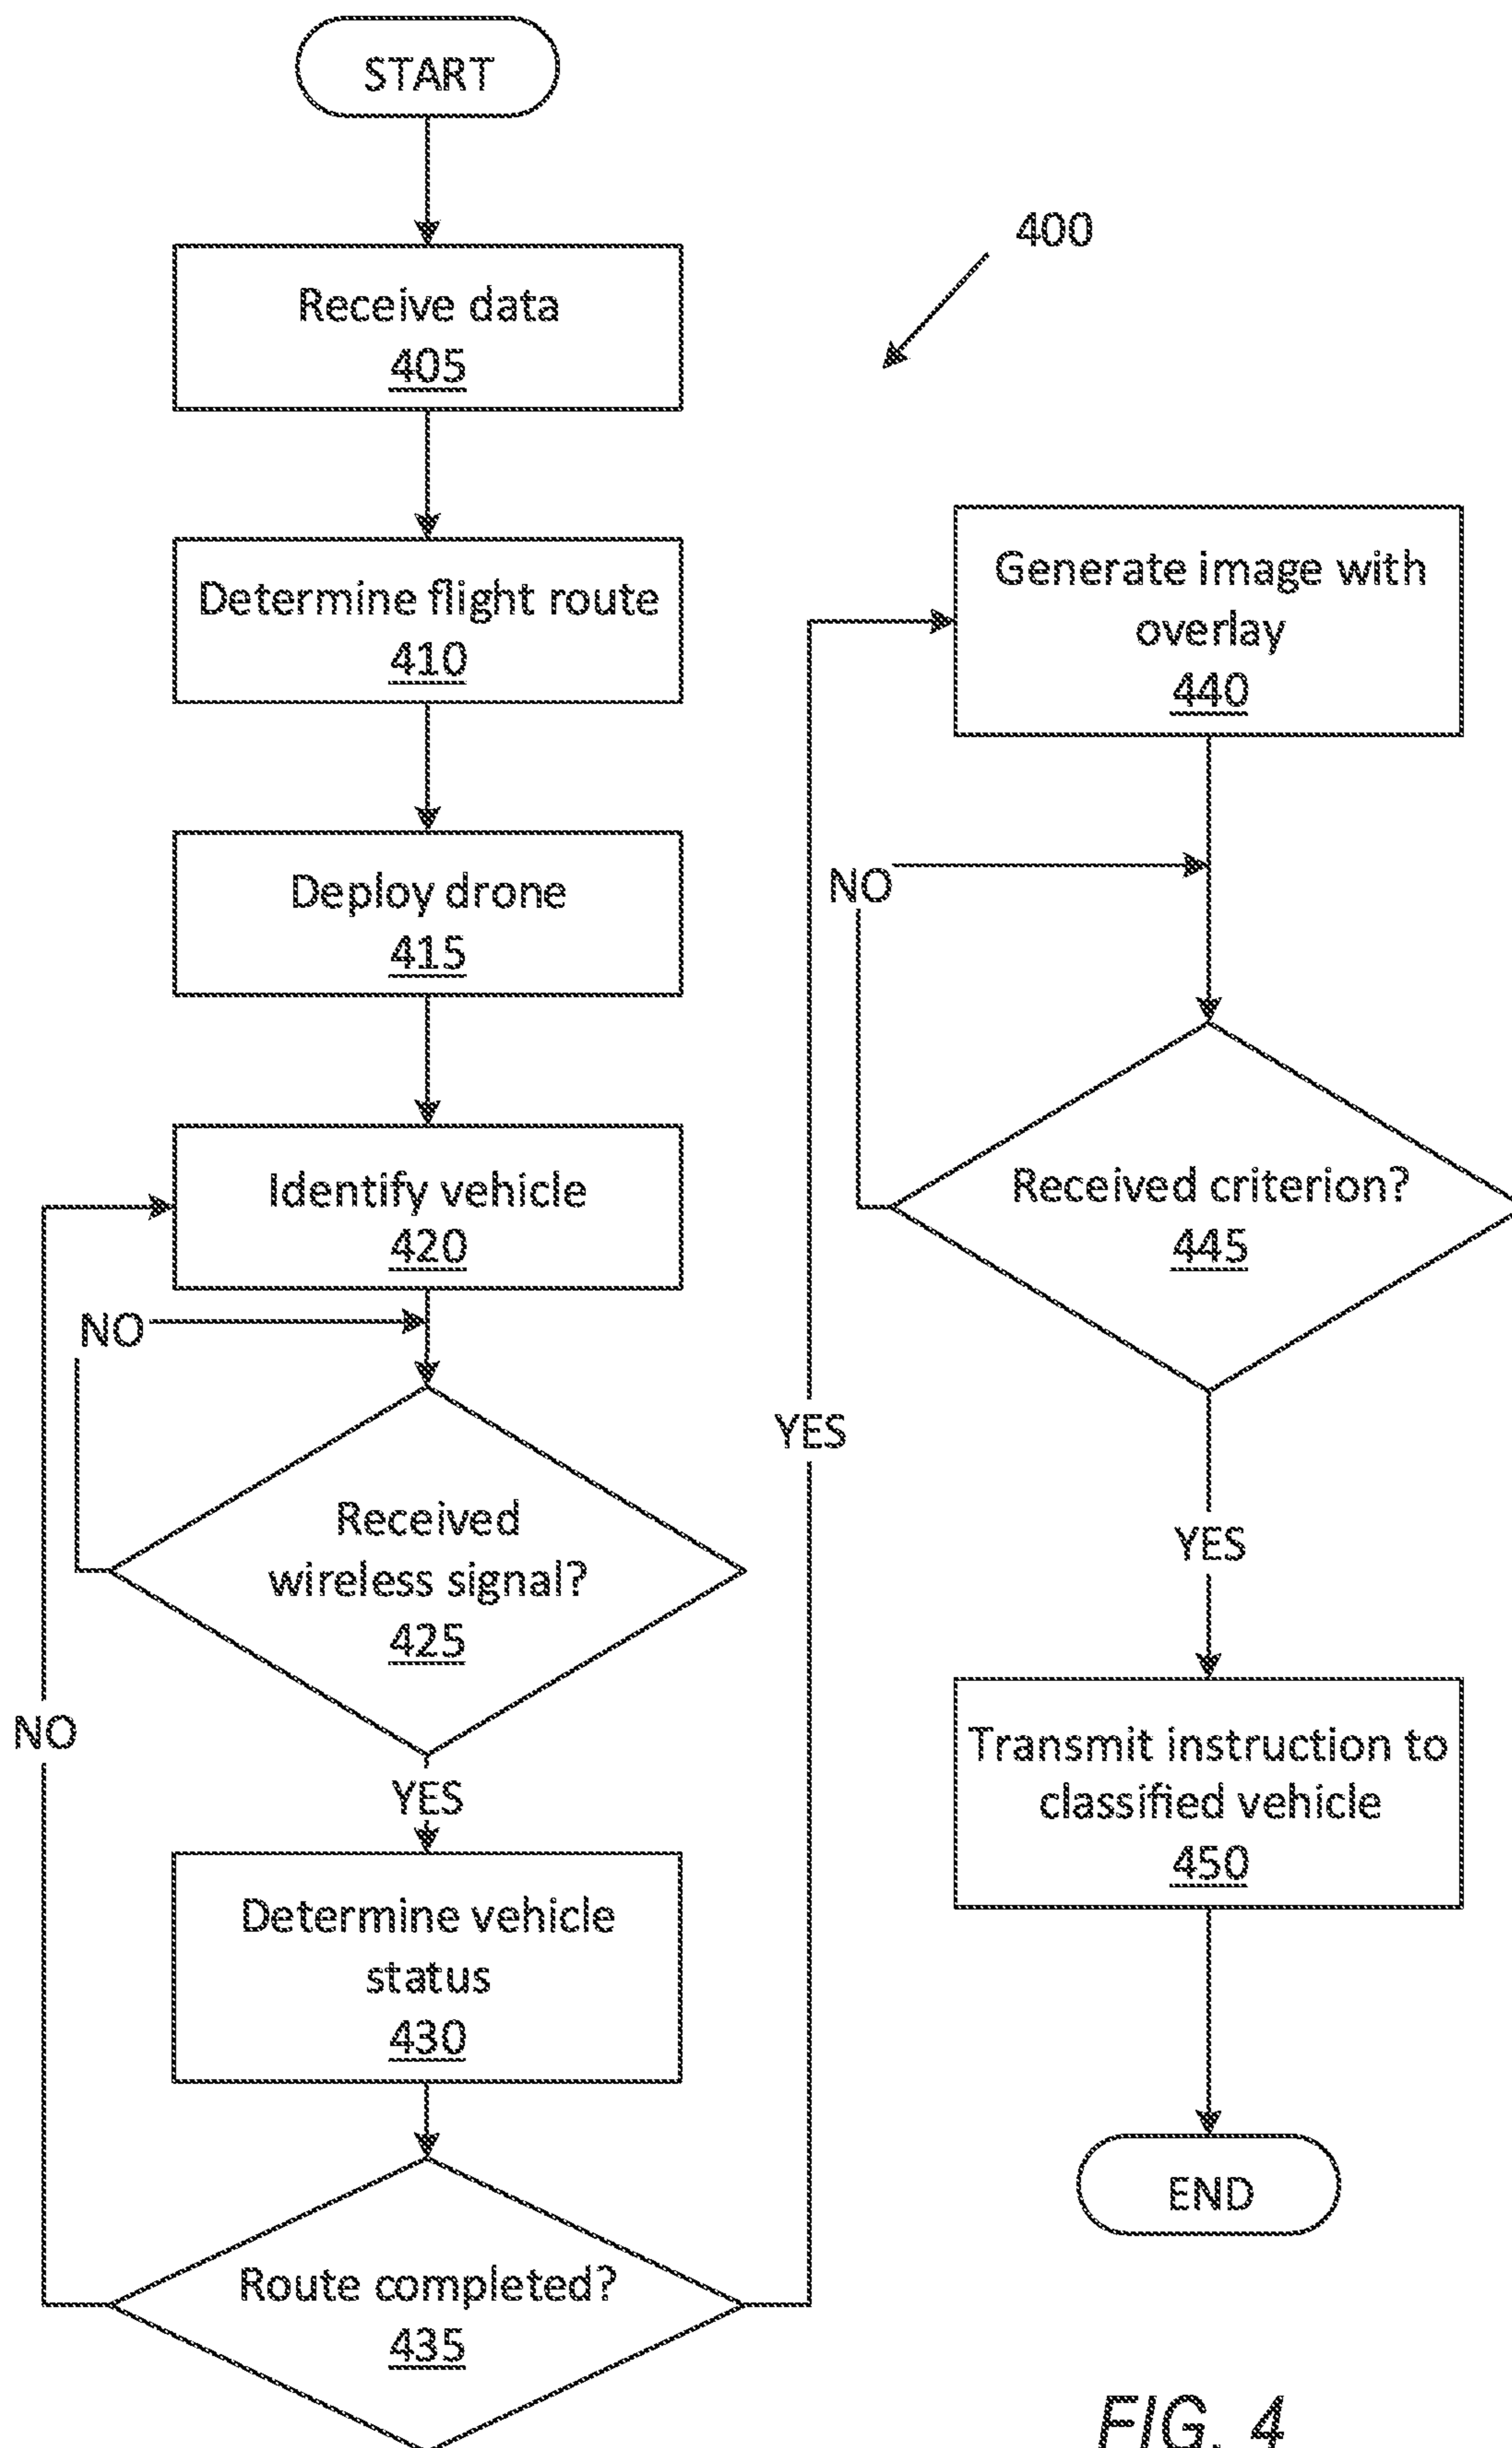 START
Receive data
405
Determine flight route
410
Deploy drone
415
Identify vehicle
420
NO
Received
wireless signal?
425
NO
YES
Determine vehicle
status
430
Route completed?
435
YES
400
Generate image with
overlay
440
NO
Received criterion?
445
YES
Transmit instruction to
classified vehicle
450
END
FIG. 4